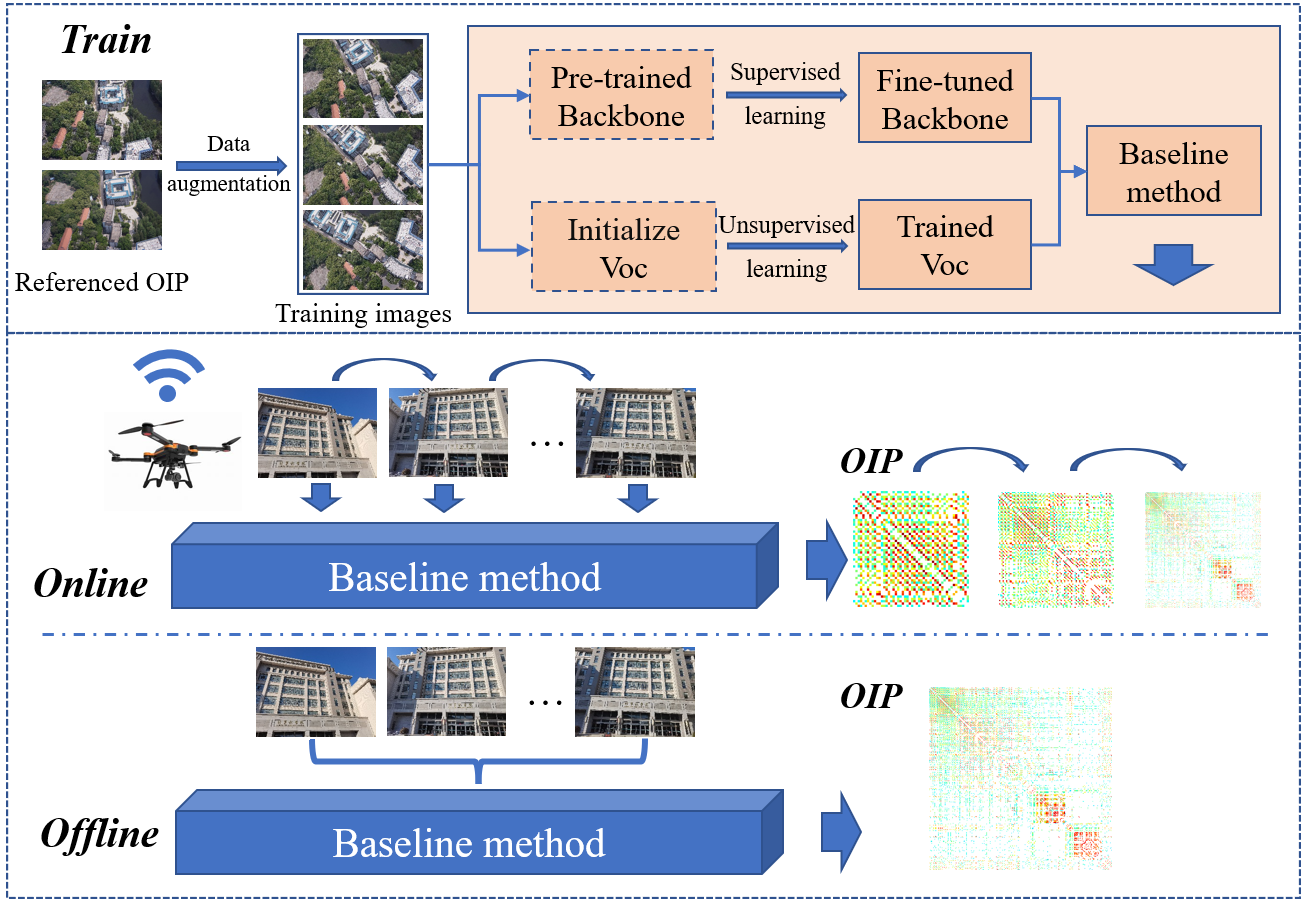 Train
Data
augmentation
Referenced OIP
Training images
Pre-trained
Backbone
Supervised
learning
Fine-tuned
Backbone
Initialize
Voc
Unsupervised
learning
Trained
Voc
Baseline
method
...
OIP
Baseline method
Online
...
OIP
Baseline method
Offline